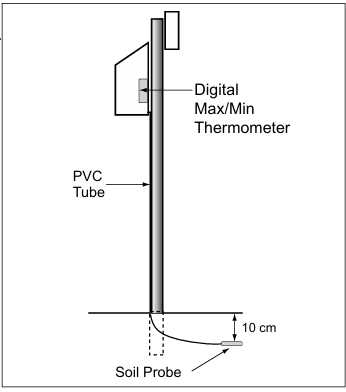 Digital
Max/Min
Thermometer
PVC
Tube
10 cm
Soil Probe